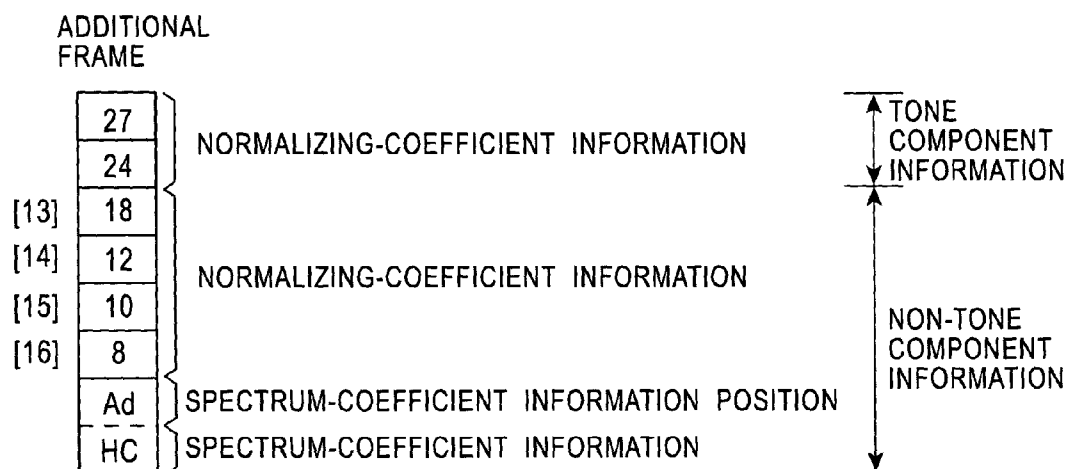 ADDITIONAL
FRAME
27
24
NORMALIZING-COEFFICIENT INFORMATION
TONE
COMPONENT
INFORMATION
[13] 18
[14] 12
[15] 10
[16] 8
NORMALIZING-COEFFICIENT INFORMATION
NON-TONE
COMPONENT
INFORMATION
Ad SPECTRUM-COEFFICIENT INFORMATION POSITION
HC SPECTRUM-COEFFICIENT INFORMATION